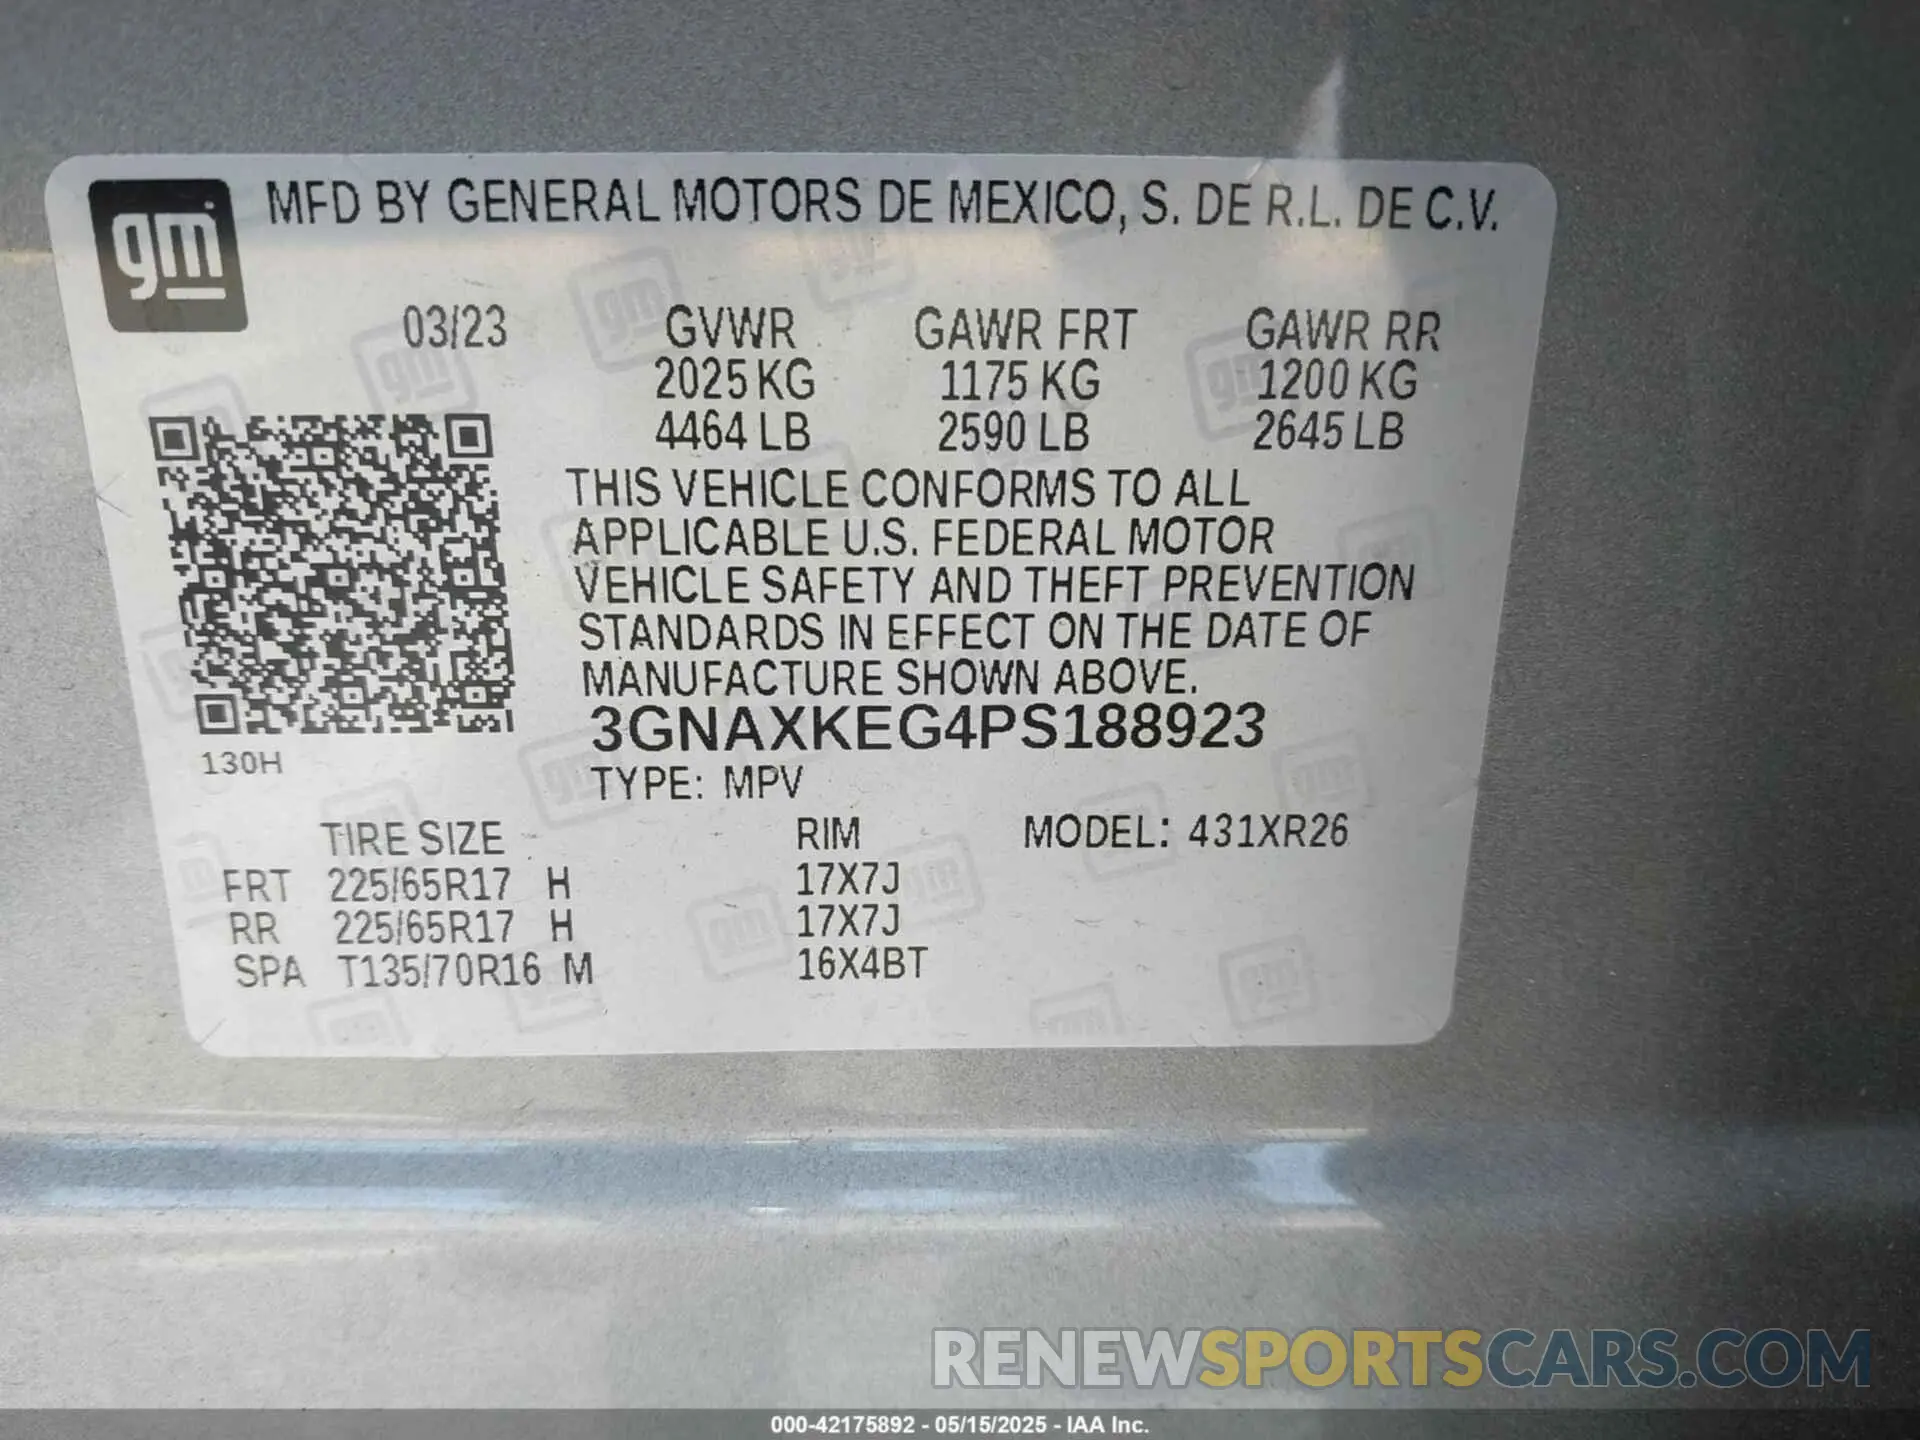 gm
MFD BY GENERAL MOTORS DE MEXICO, S. DE R.L. DE C.V.
03/23 GVWR GAWR FRT GAWR RR
2025 KG 1175 KG 1200 KG
4464 LB 2590 LB 2645 LB
THIS VEHICLE CONFORMS TO ALL
APPLICABLE U.S. FEDERAL MOTOR
VEHICLE SAFETY AND THEFT PREVENTION
STANDARDS IN EFFECT ON THE DATE OF
MANUFACTURE SHOWN ABOVE.
3GNAXKEG4PS188923
130H
TYPE: MPV
TIRE SIZE RIM MODEL: 431XR26
FRT 225/65R17 H 17X7J
RR 225/65R17 H 17X7J
SPA T135/70R16 M 16X4BT
RENEWSPORTSCARS.COM
000-42175892 - 05/15/2025 - IAA Inc.